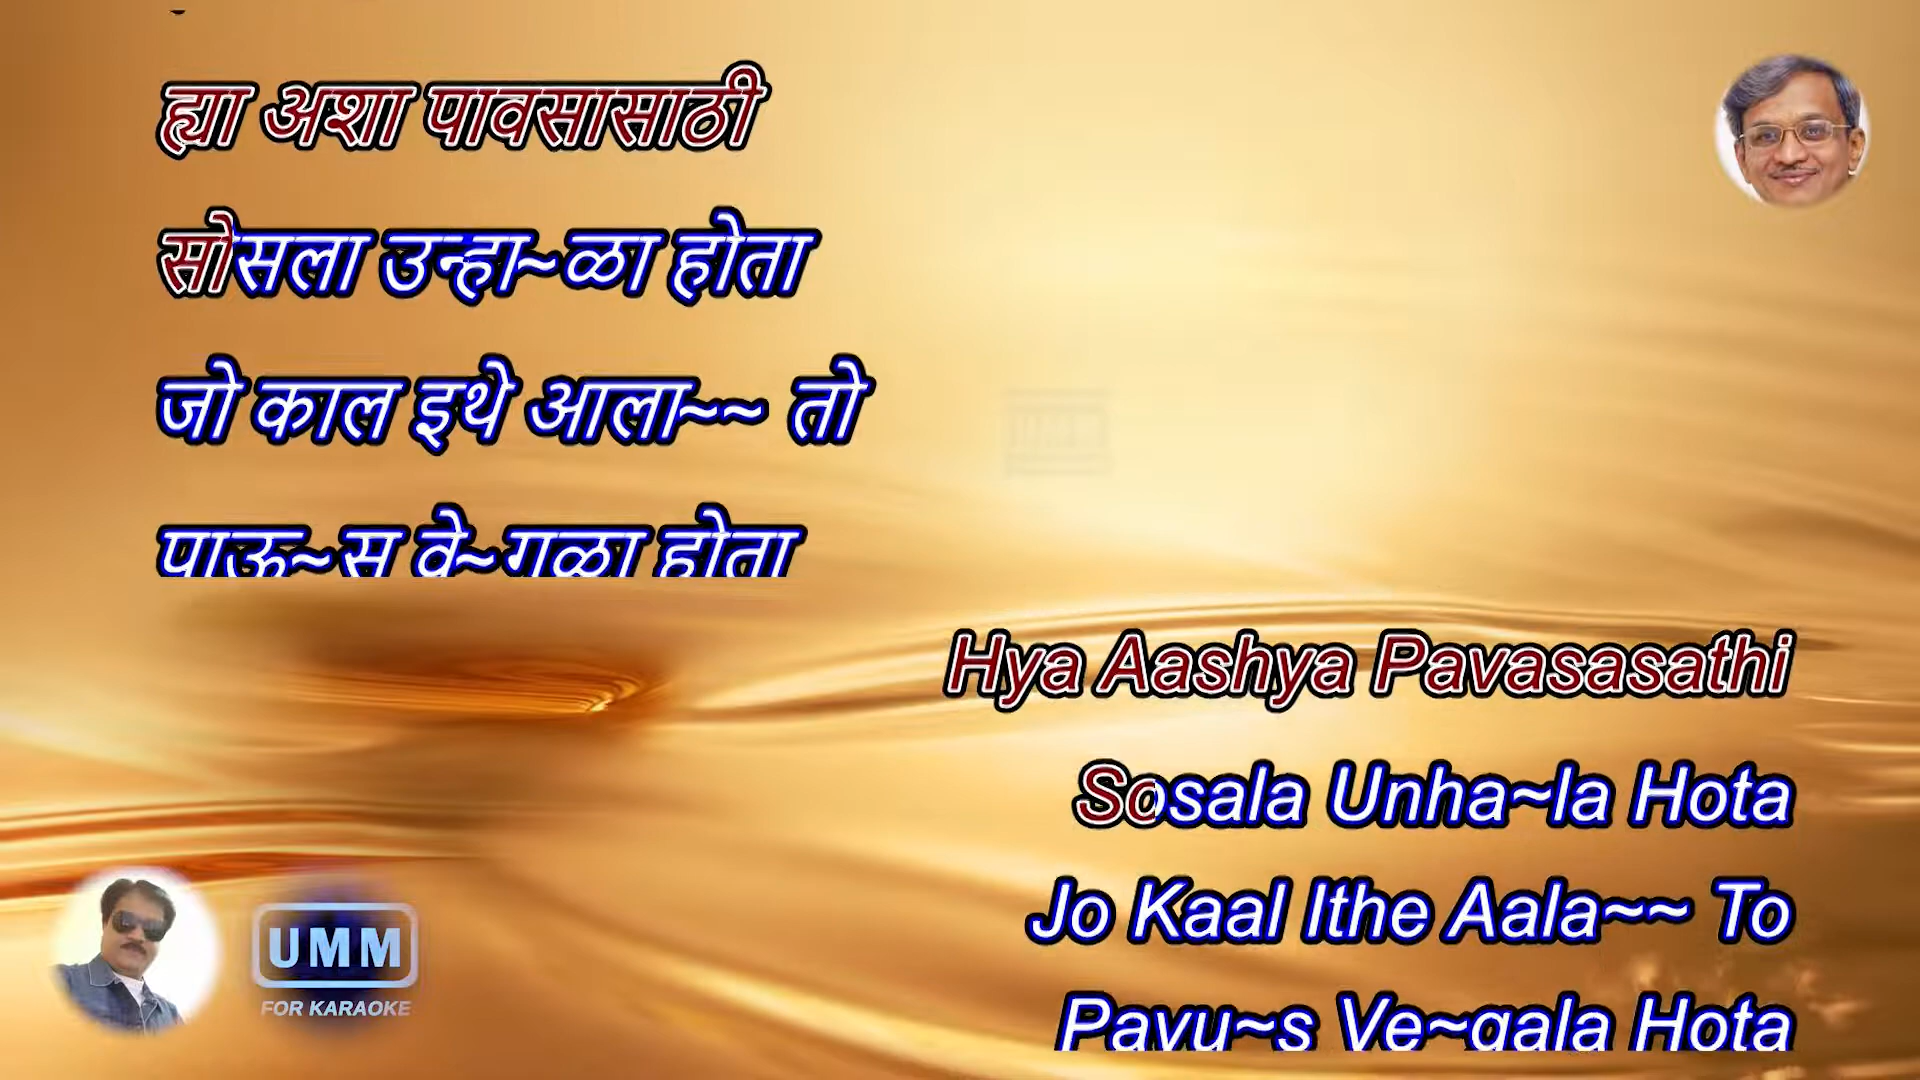 ह्या अशा पावसासाठी
सोसला उन्हा~ळा होता
जो काल इथे आला~~ तो
पाऊ~स वे~गळा होता
Hya Aashya Pavasasathi
Sosala Unha~la Hota
Jo Kaal Ithe Aala~~ To
Pavu~s Ve~gala Hota
UMM
FOR KARAOKE